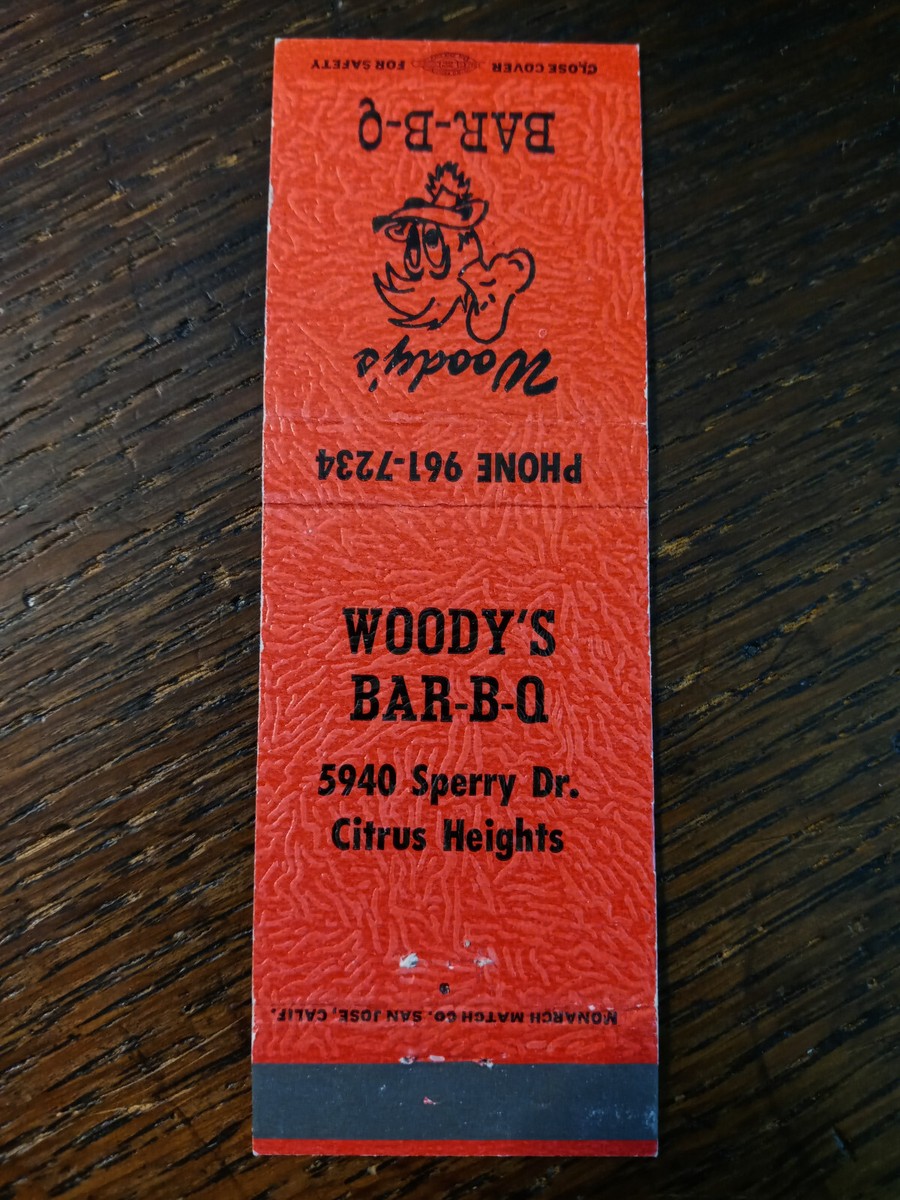 CLOSE COVER FOR SAFETY
BAR-B-Q
Woody's
PHONE 961-7234
WOODY'S
BAR-B-Q
5940 Sperry Dr.
Citrus Heights
MONARCH MATCH CO. SAN JOSE, CALIF.